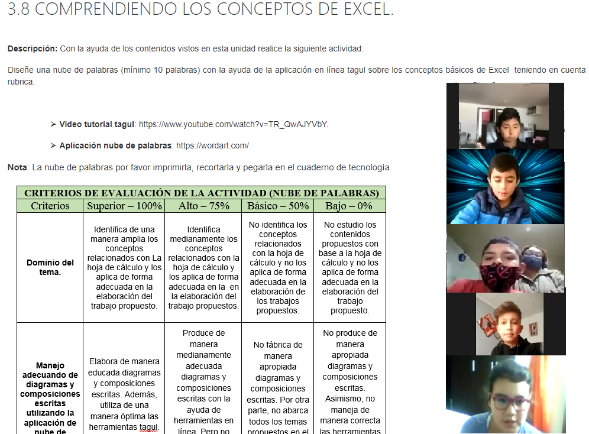 3.8 COMPRENDIENDO LOS CONCEPTOS DE EXCEL.
Descripción: Con la ayuda de los contenidos vistos en esta unidad realice la siguiente actividad:
Diseñe una nube de palabras (mínimo 10 palabras) con la ayuda de la aplicación en línea tagul sobre los conceptos básicos de Excel teniendo en cuenta
rubrica.
➢ Video tutorial tagul: https://www.youtube.com/watch?v=TR_QwAJYVbY.
➢ Aplicación nube de palabras: https://wordart.com/
Nota: La nube de palabras por favor imprimirla, recortarla y pegarla en el cuaderno de tecnología.
CRITERIOS DE EVALUACIÓN DE LA ACTIVIDAD (NUBE DE PALABRAS)
Criterios Superior – 100% Alto – 75% Básico – 50% Bajo – 0%
Dominio del
tema.
Identifica de una
manera amplia los
conceptos
relacionados con La
hoja de cálculo y los
aplica de forma
adecuada en la
elaboración del
trabajo propuesto.
Identifica
medianamente los
conceptos
relacionados con la
hoja de cálculo y
los aplica de forma
adecuada en la en
la elaboración del
trabajo propuestos.
No identifica los
conceptos
relacionados
con la hoja de
cálculo y no los
aplica de forma
adecuada en la
elaboración de
los trabajos
propuestos.
No estudio los
contenidos
propuestos con
base a la hoja de
cálculo y no los
aplica de forma
adecuada en la
elaboración del
trabajo
propuesto.
Manejo
adecuando de
diagramas y
composiciones
escritas
utilizando la
aplicación de
nube de
Elabora de manera
educada diagramas
y composiciones
escritas. Además,
utiliza de una
manera óptima las
herramientas tagul.
Produce de
manera
medianamente
adecuada
diagramas y
composiciones
escritas con la
ayuda de
herramientas en
línea. Pero no
No fábrica de
manera
apropiada
diagramas y
composiciones
escritas. Por otra
parte, no abarca
todos los temas
propuestos en el
No produce de
manera
apropiada
diagramas y
composiciones
escritas.
Asimismo, no
maneja de
manera correcta
las herramientas